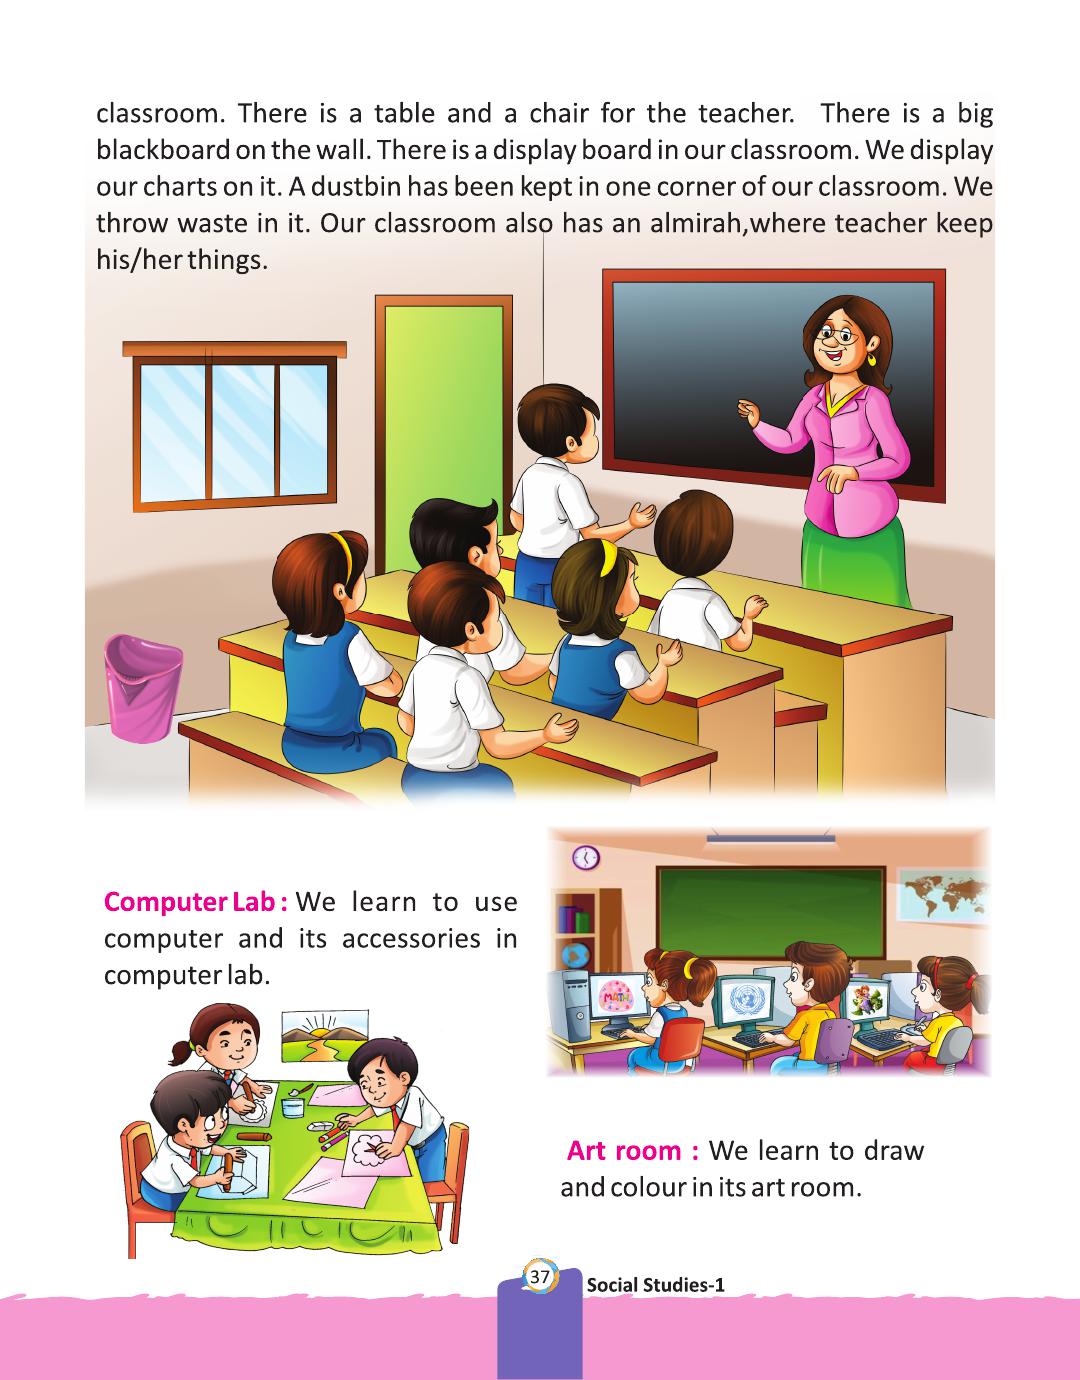 classroom. There is a table and a chair for the teacher. There is a big
blackboard on the wall. There is a display board in our classroom. We display
our charts on it. A dustbin has been kept in one corner of our classroom. We
throw waste in it. Our classroom also has an almirah,where teacher keep
his/her things.
Computer Lab : We learn to use
computer and its accessories in
computer lab.
MATH
Art room : We learn to draw
and colour in its art room.
37
Social Studies-1